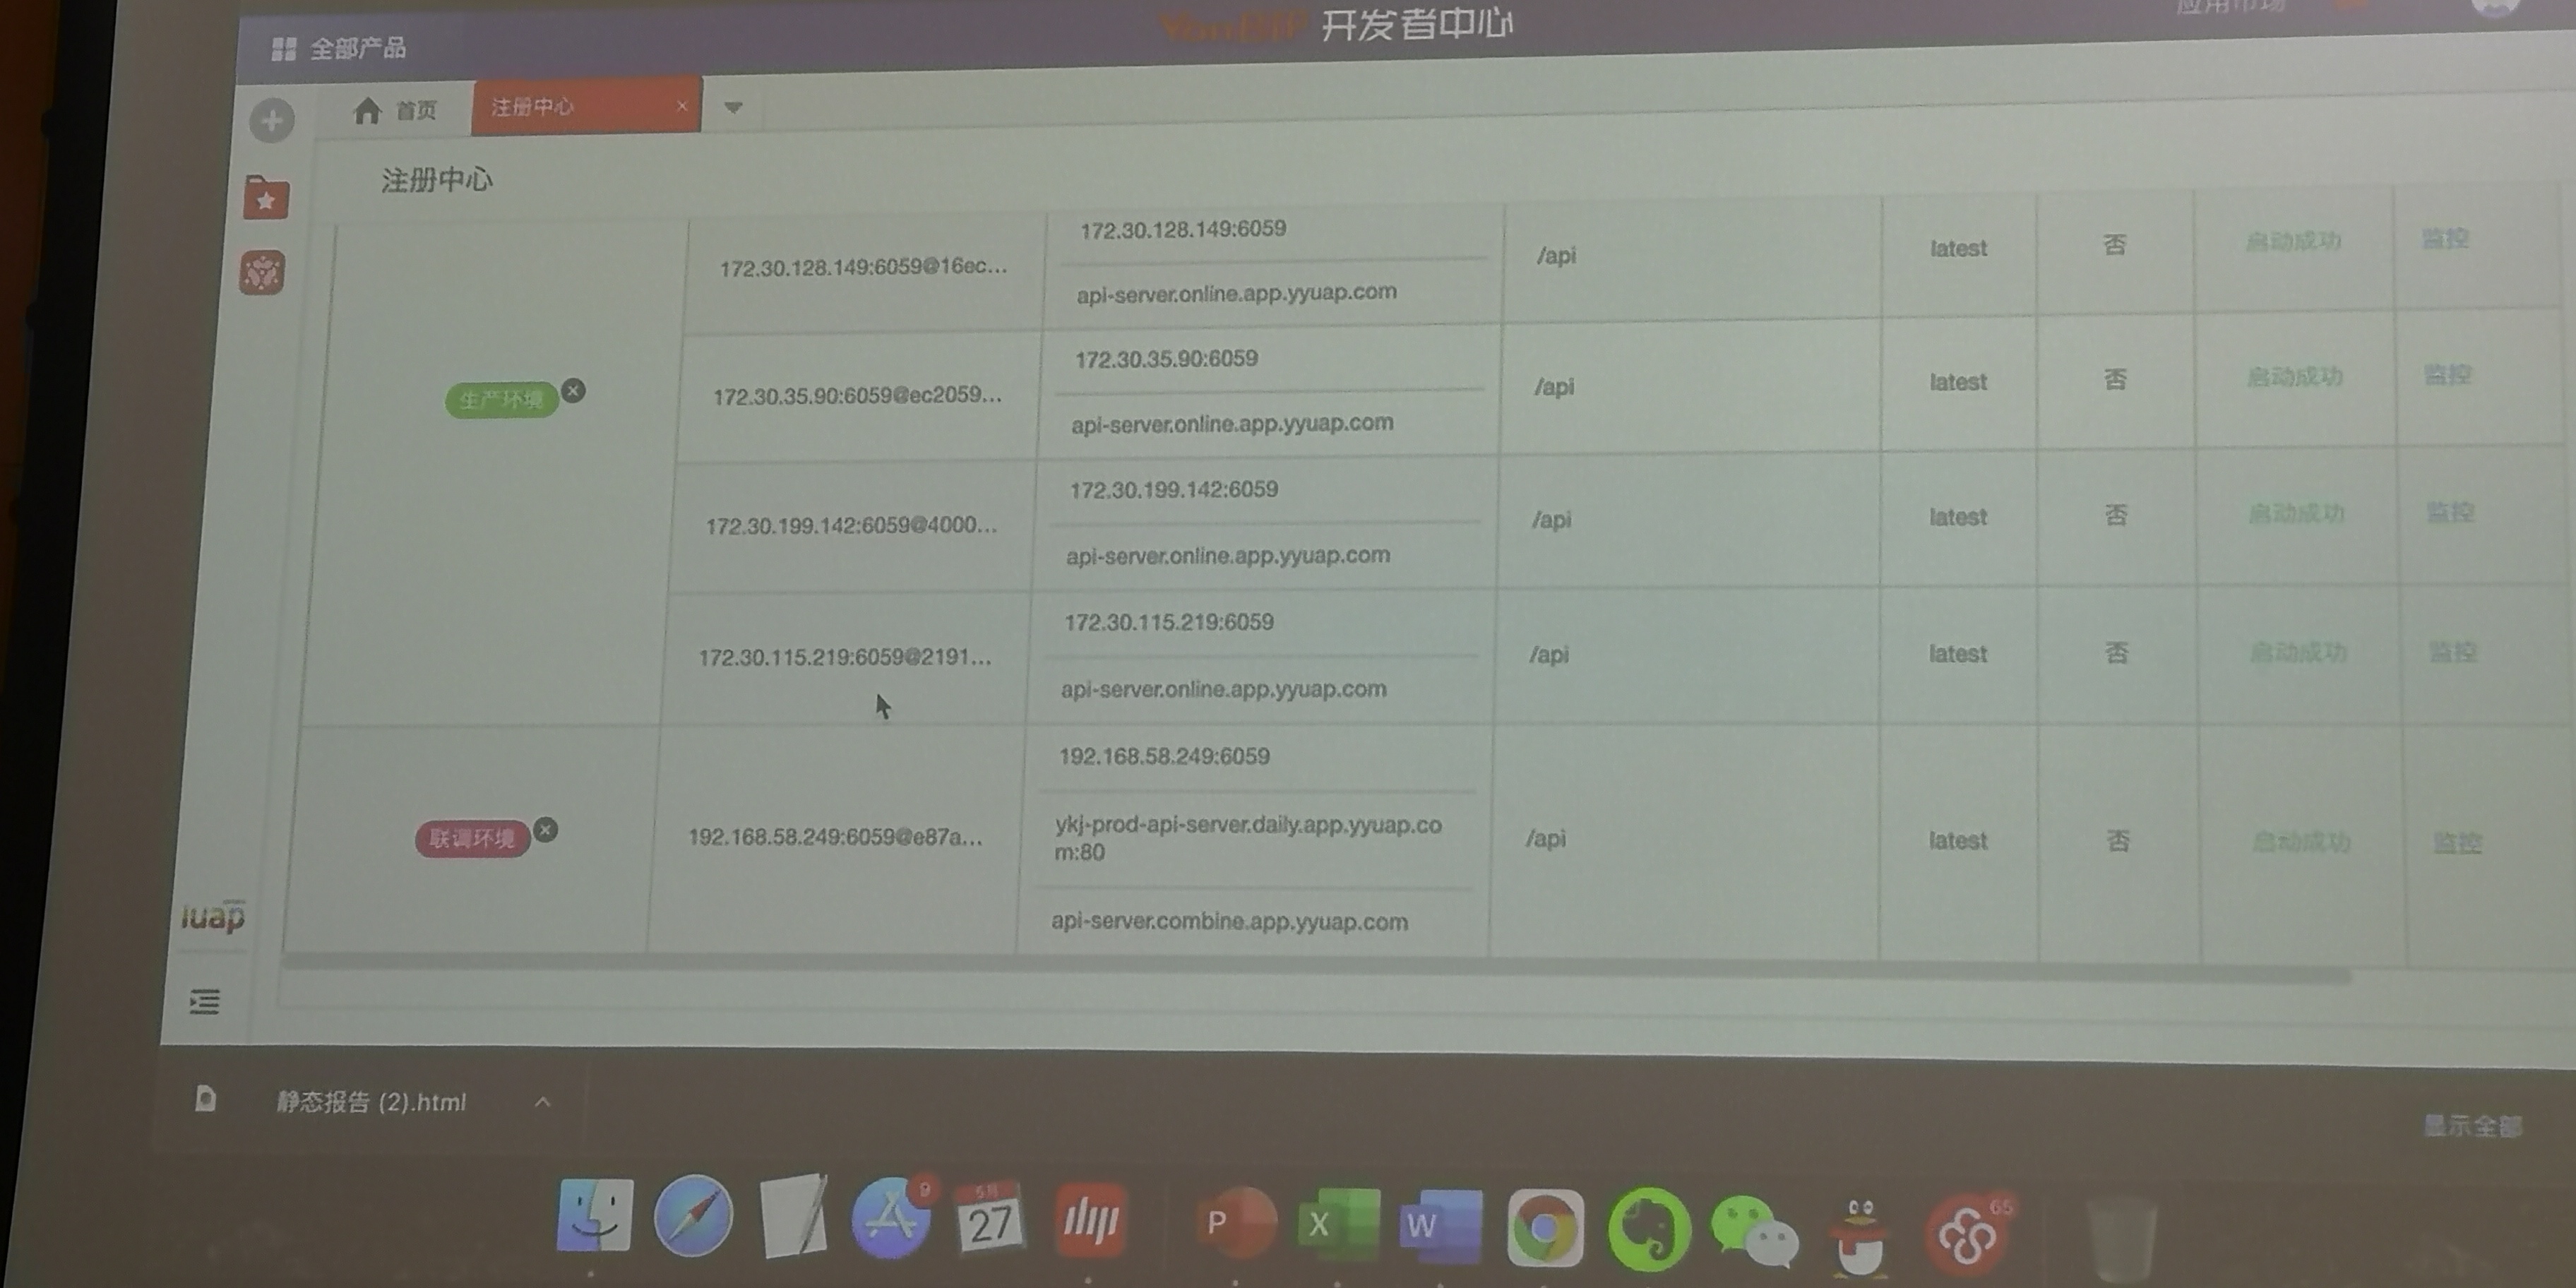 全部产品
YonBIP 开发者中心
应用市场
首页
注册中心
注册中心
172.30.128.149:6059@16ec...
172.30.128.149:6059
api-server.online.app.yyuap.com
/api
latest
否
启动成功
监控
生产环境
172.30.35.90:6059@ec2059...
172.30.35.90:6059
api-server.online.app.yyuap.com
/api
latest
否
启动成功
监控
172.30.199.142:6059@4000...
172.30.199.142:6059
api-server.online.app.yyuap.com
/api
latest
否
启动成功
监控
172.30.115.219:6059@2191...
172.30.115.219:6059
api-server.online.app.yyuap.com
/api
latest
否
启动成功
监控
联调环境
192.168.58.249:6059@e87a...
192.168.58.249:6059
ykj-prod-api-server.daily.app.yyuap.co
m:80
api-server.combine.app.yyuap.com
/api
latest
否
启动成功
监控
iuap
静态报告 (2).html
显示全部
9
5月
27
P
X
W
65